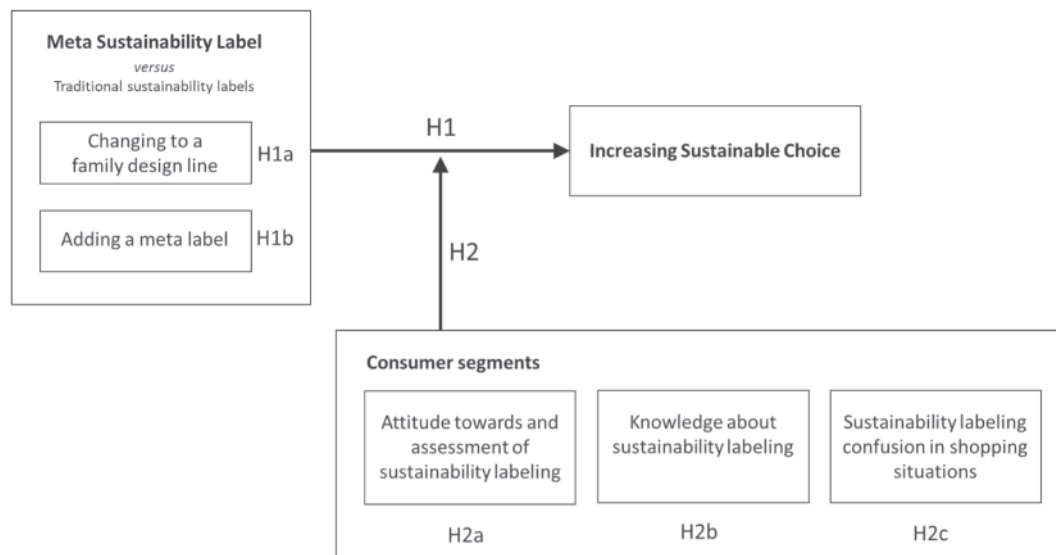 Meta Sustainability Label
versus
Traditional sustainability labels
Changing to a
family design line
H1a
Adding a meta label
H1b
H1
Increasing Sustainable Choice
H2
Consumer segments
Attitude towards and
assessment of
sustainability labeling
Knowledge about
sustainability labeling
Sustainability labeling
confusion in shopping
situations
H2a
H2b
H2c